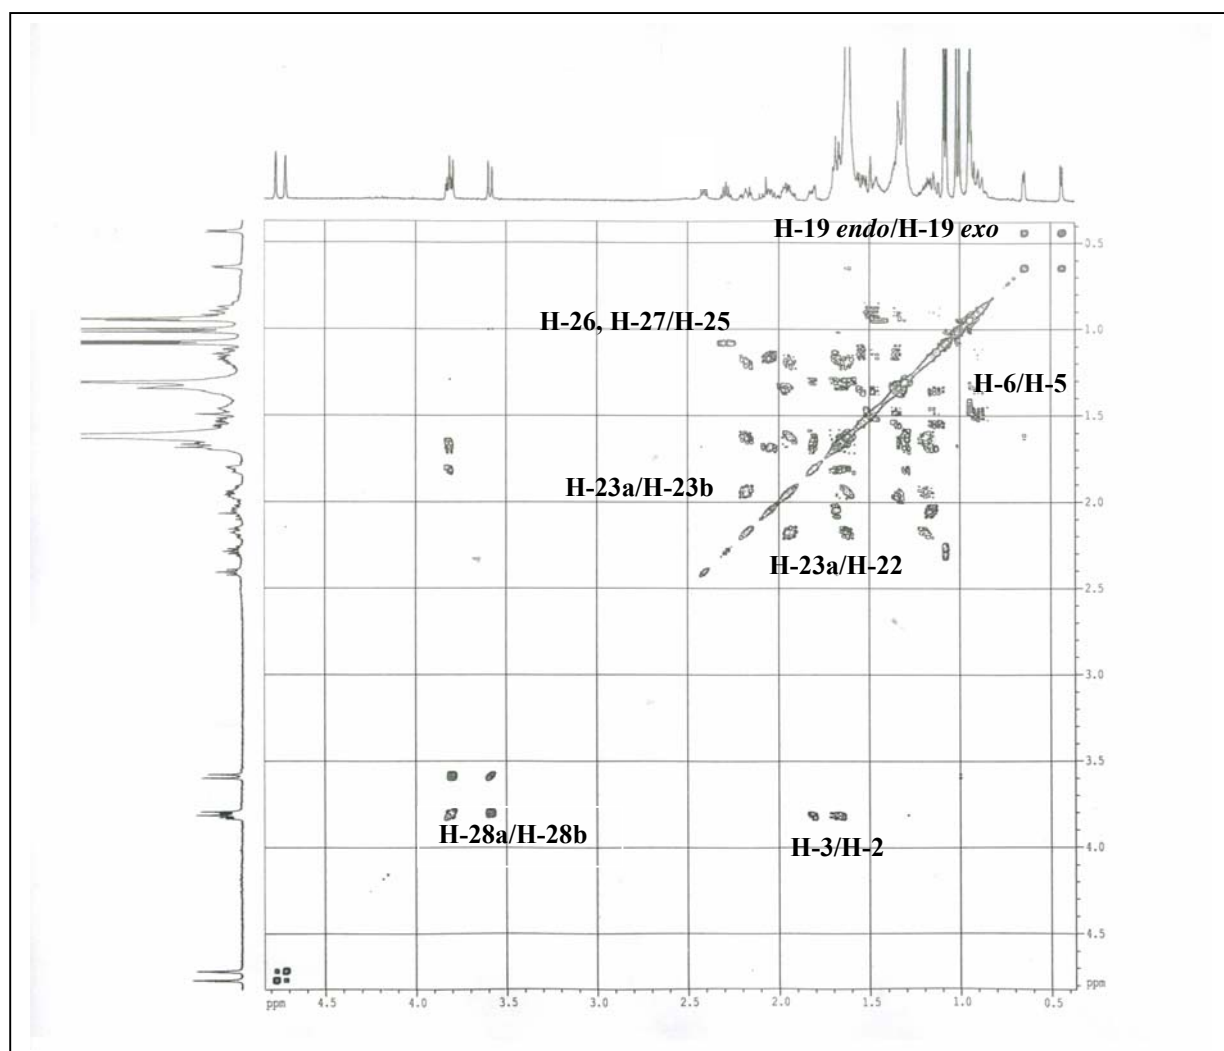 H-19 endo/H-19 exo
0.5
H-26, H-27/H-25
1.0
H-6/H-5
1.5
H-23a/H-23b
2.0
H-23a/H-22
2.5
3.0
3.5
H-28a/H-28b
H-3/H-2
4.0
4.5
ppm
ppm 4.5 4.0 3.5 3.0 2.5 2.0 1.5 1.0 0.5